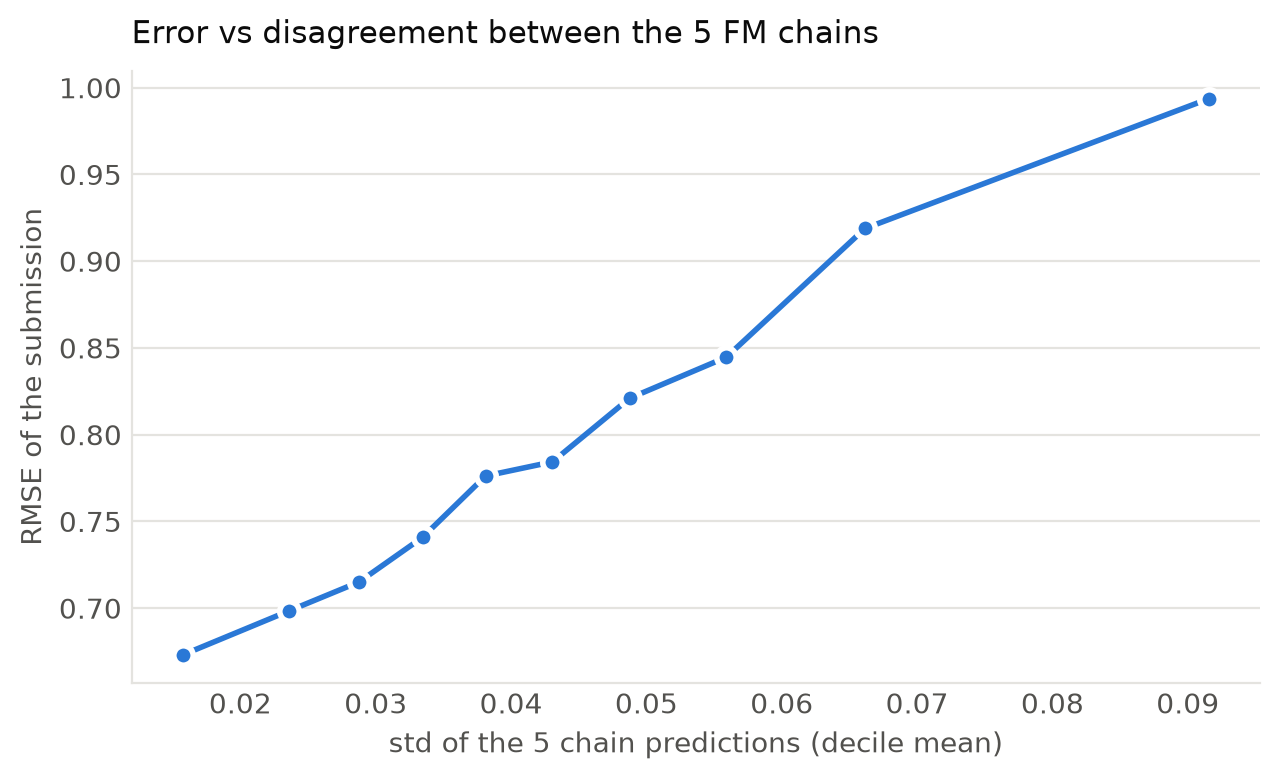 Error vs disagreement between the 5 FM chains
RMSE of the submission
1.00
0.95
0.90
0.85
0.80
0.75
0.70
0.02 0.03 0.04 0.05 0.06 0.07 0.08 0.09
std of the 5 chain predictions (decile mean)